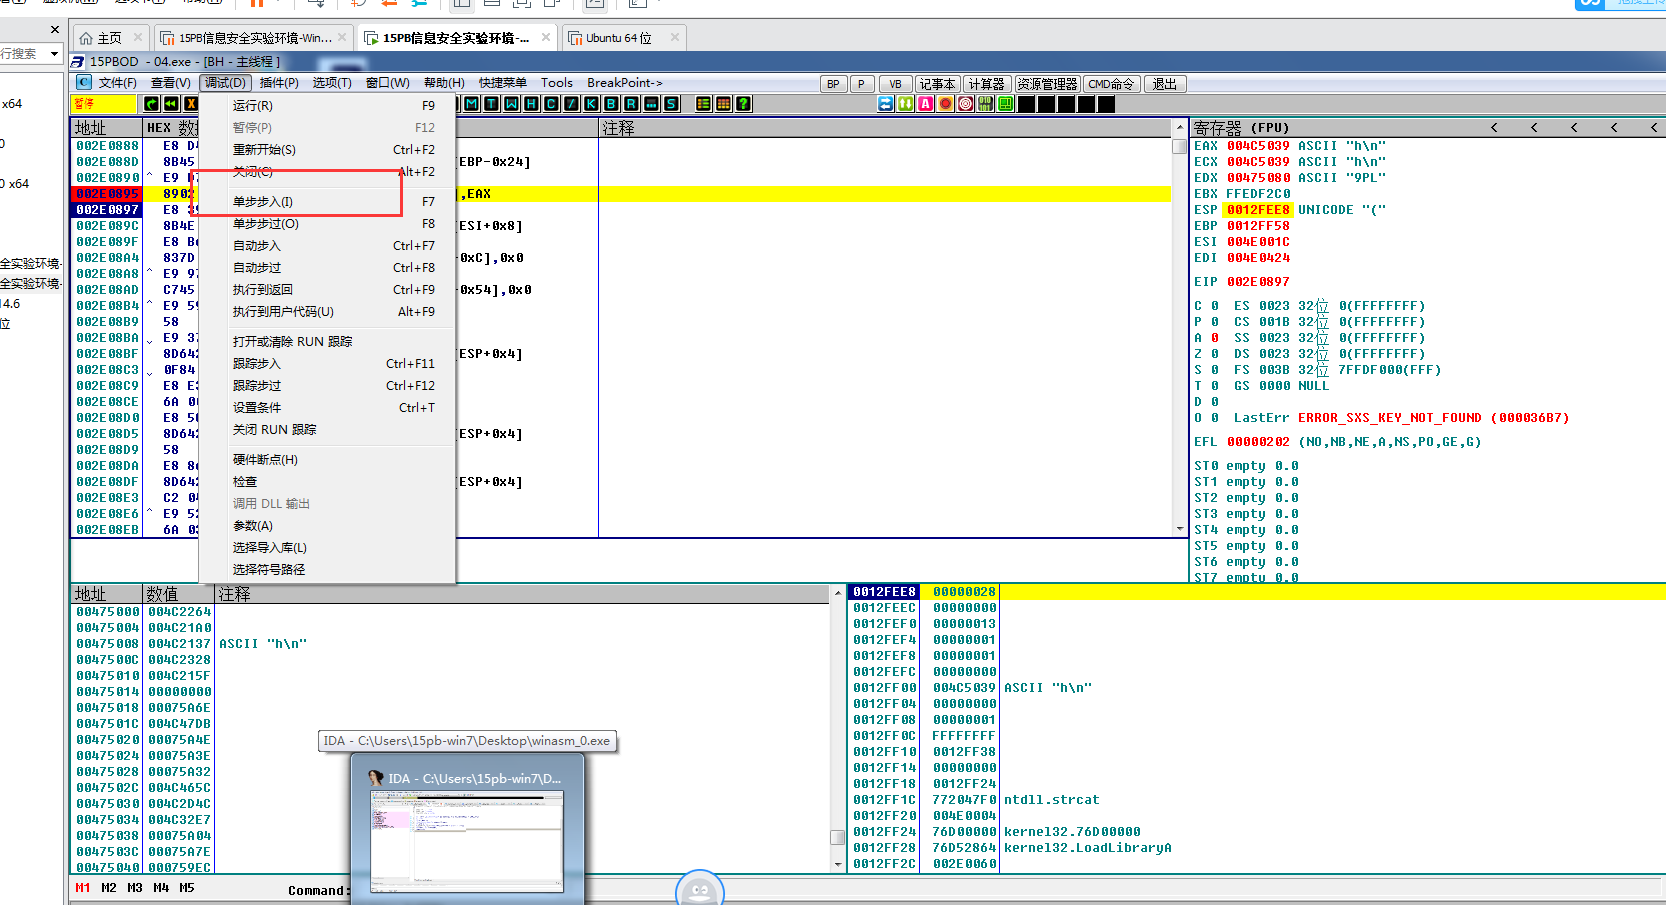 主页
15PB信息安全实验环境-Win...
15PB信息安全实验环境-...
Ubuntu 64 位
行搜索
x64
0
0 x64
全实验环境-
全实验环境-
14.6
位
15PBOD - 04.exe - [BH - 主线程 ]
文件(F) 查看(V) 调试(D) 插件(P) 选项(T) 窗口(W) 帮助(H) 快捷菜单 Tools BreakPoint->
BP P VB 记事本 计算器 资源管理器 CMD命令 退出
暂停
M T W H C / K B R ... S
地址 HEX 数据
注释
002E0888 E8 D4
002E088D 8B45 [EBP-0x24]
002E0890 ^ E9 D7
002E0895 8902 ],EAX
002E0897 E8 39
002E089C 8B4E [ESI+0x8]
002E089F E8 B6
002E08A4 837D -0xC],0x0
002E08A8 ^ E9 97
002E08AD C745 -0x54],0x0
002E08B4 ^ E9 59
002E08B9 58
002E08BA E9 37
002E08BF 8D642 [ESP+0x4]
002E08C3 0F84
002E08C9 E8 E3
002E08CE 6A 00
002E08D0 E8 50
002E08D5 8D642 [ESP+0x4]
002E08D9 58
002E08DA E8 86
002E08DF 8D642 [ESP+0x4]
002E08E3 C2 04
002E08E6 ^ E9 52
002E08EB 6A 03
运行(R) F9
暂停(P) F12
重新开始(S) Ctrl+F2
关闭(C) Alt+F2
单步步入(I) F7
单步步过(O) F8
自动步入 Ctrl+F7
自动步过 Ctrl+F8
执行到返回 Ctrl+F9
执行到用户代码(U) Alt+F9
打开或清除 RUN 跟踪
跟踪步入 Ctrl+F11
跟踪步过 Ctrl+F12
设置条件 Ctrl+T
关闭 RUN 跟踪
硬件断点(H)
检查
调用 DLL 输出
参数(A)
选择导入库(L)
选择符号路径
寄存器 (FPU) < < < < <
EAX 004C5039 ASCII "h\n"
ECX 004C5039 ASCII "h\n"
EDX 00475080 ASCII "9PL"
EBX FFEDF2C0
ESP 0012FEE8 UNICODE "("
EBP 0012FF58
ESI 004E001C
EDI 004E0424
EIP 002E0897
C 0 ES 0023 32位 0(FFFFFFFF)
P 0 CS 001B 32位 0(FFFFFFFF)
A 0 SS 0023 32位 0(FFFFFFFF)
Z 0 DS 0023 32位 0(FFFFFFFF)
S 0 FS 003B 32位 7FFDF000(FFF)
T 0 GS 0000 NULL
D 0
O 0 LastErr ERROR_SXS_KEY_NOT_FOUND (000036B7)
EFL 00000202 (NO,NB,NE,A,NS,PO,GE,G)
ST0 empty 0.0
ST1 empty 0.0
ST2 empty 0.0
ST3 empty 0.0
ST4 empty 0.0
ST5 empty 0.0
ST6 empty 0.0
ST7 empty 0.0
地址 数值 注释
00475000 004C2264
00475004 004C21A0
00475008 004C2137 ASCII "h\n"
0047500C 004C2328
00475010 004C215F
00475014 00000000
00475018 00075A6E
0047501C 004C47DB
00475020 00075A4E
00475024 00075A3E
00475028 00075A32
0047502C 004C465C
00475030 004C2D4C
00475034 004C32E7
00475038 00075A04
0047503C 00075A7E
00475040 000759EC
0012FEE8 00000028
0012FEEC 00000000
0012FEF0 00000013
0012FEF4 00000001
0012FEF8 00000001
0012FEFC 00000000
0012FF00 004C5039 ASCII "h\n"
0012FF04 00000000
0012FF08 00000001
0012FF0C FFFFFFFF
0012FF10 0012FF38
0012FF14 00000000
0012FF18 0012FF24
0012FF1C 772047F0 ntdll.strcat
0012FF20 004E0004
0012FF24 76D00000 kernel32.76D00000
0012FF28 76D52864 kernel32.LoadLibraryA
0012FF2C 002E0060
IDA - C:\Users\15pb-win7\Desktop\winasm_0.exe
IDA - C:\Users\15pb-win7\D...
M1 M2 M3 M4 M5
Command: